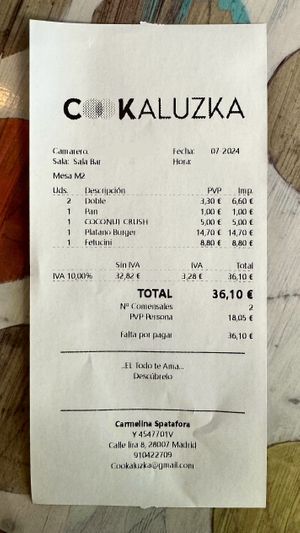 COOKALUZKA
Camarero: Fecha: 07-2024
Sala: Sala Bar Hora:
Mesa M2
Uds. Descripción PVP Imp.
2 Doble 3,30 € 6,60 €
1 Pan 1,00 € 1,00 €
1 COCONUT CRUSH 5,00 € 5,00 €
1 Platano Burger 14,70 € 14,70 €
1 Fetucini 8,80 € 8,80 €
Sin IVA IVA Total
IVA 10,00% 32,82 € 3,28 € 36,10 €
TOTAL 36,10 €
Nº Comensales 2
PVP Persona 18,05 €
Falta por pagar 36,10 €
..EL Todo te Ama...
Descúbrelo
Carmelina Spatafora
Y 4547701V
Calle lira 8, 28007 Madrid
910422709
Cookaluzka@gmail.com